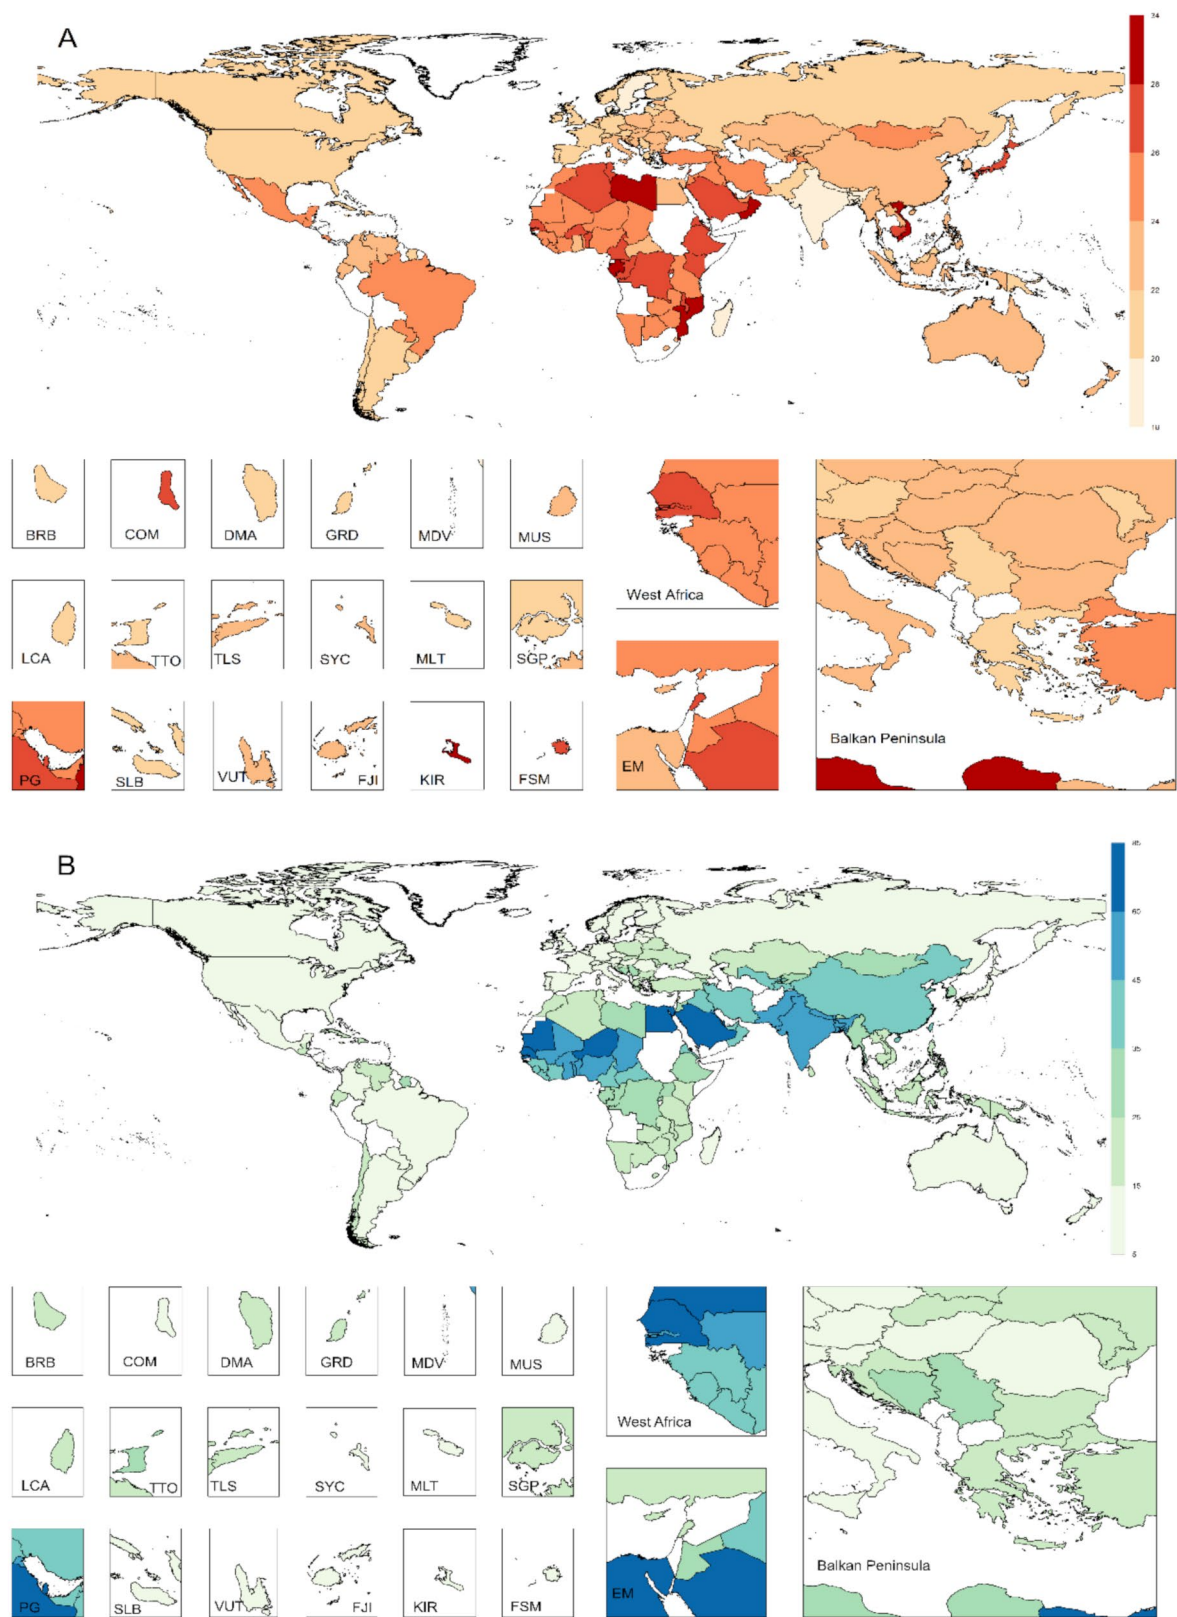 A
34
28
26
24
22
20
18
BRB
COM
DMA
GRD
MDV
MUS
West Africa
LCA
TTO
TLS
SYC
MLT
SGP
PG
SLB
VUT
FJI
KIR
FSM
EM
Balkan Peninsula
B
85
60
45
35
25
15
5
BRB
COM
DMA
GRD
MDV
MUS
West Africa
LCA
TTO
TLS
SYC
MLT
SGP
PG
SLB
VUT
FJI
KIR
FSM
EM
Balkan Peninsula